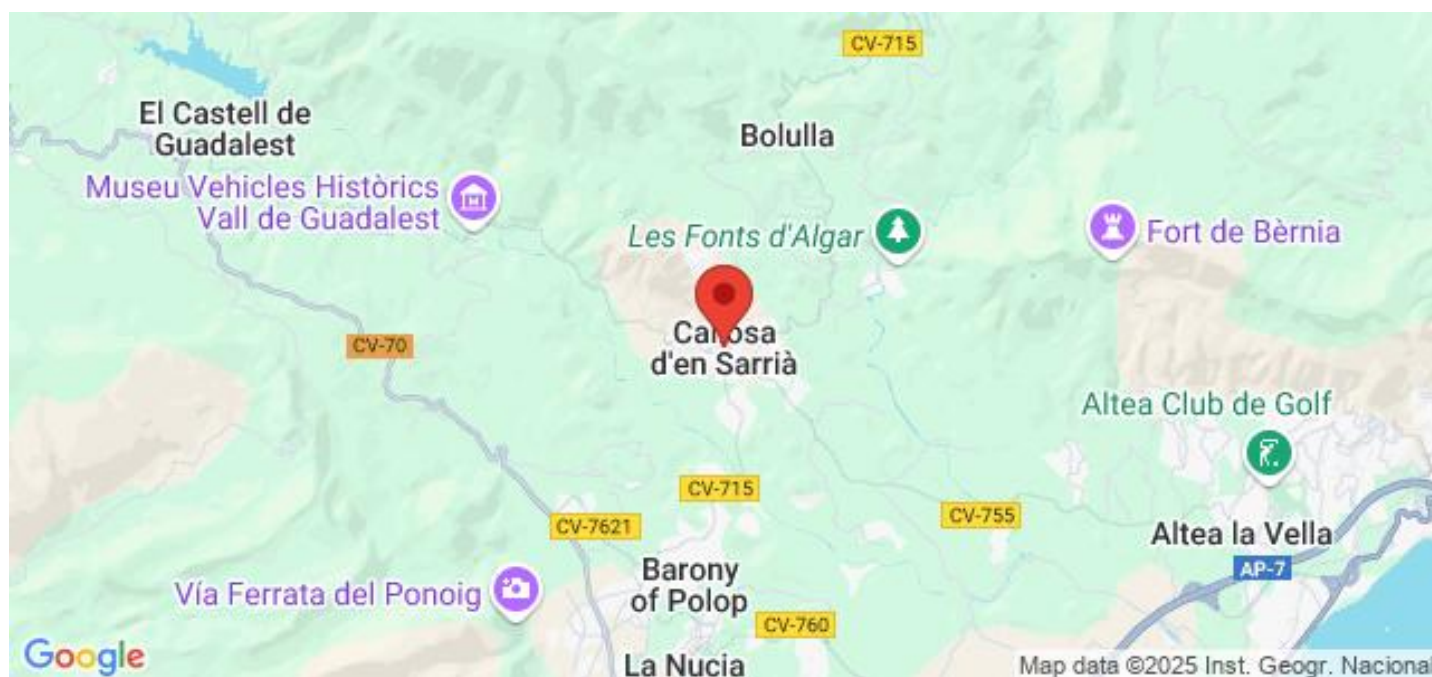 CV-715
El Castell de
Guadalest
Bolulla
Museu Vehicles Històrics
Vall de Guadalest
Les Fonts d'Algar
Fort de Bèrnia
CV-70
d'en Sarrià
Altea Club de Golf
CV-715
CV-7621
CV-755
Altea la Vella
AP-7
Barony
of Polop
Vía Ferrata del Ponoig
CV-760
La Nucia
Google
Map data ©2025 Inst. Geogr. Nacional